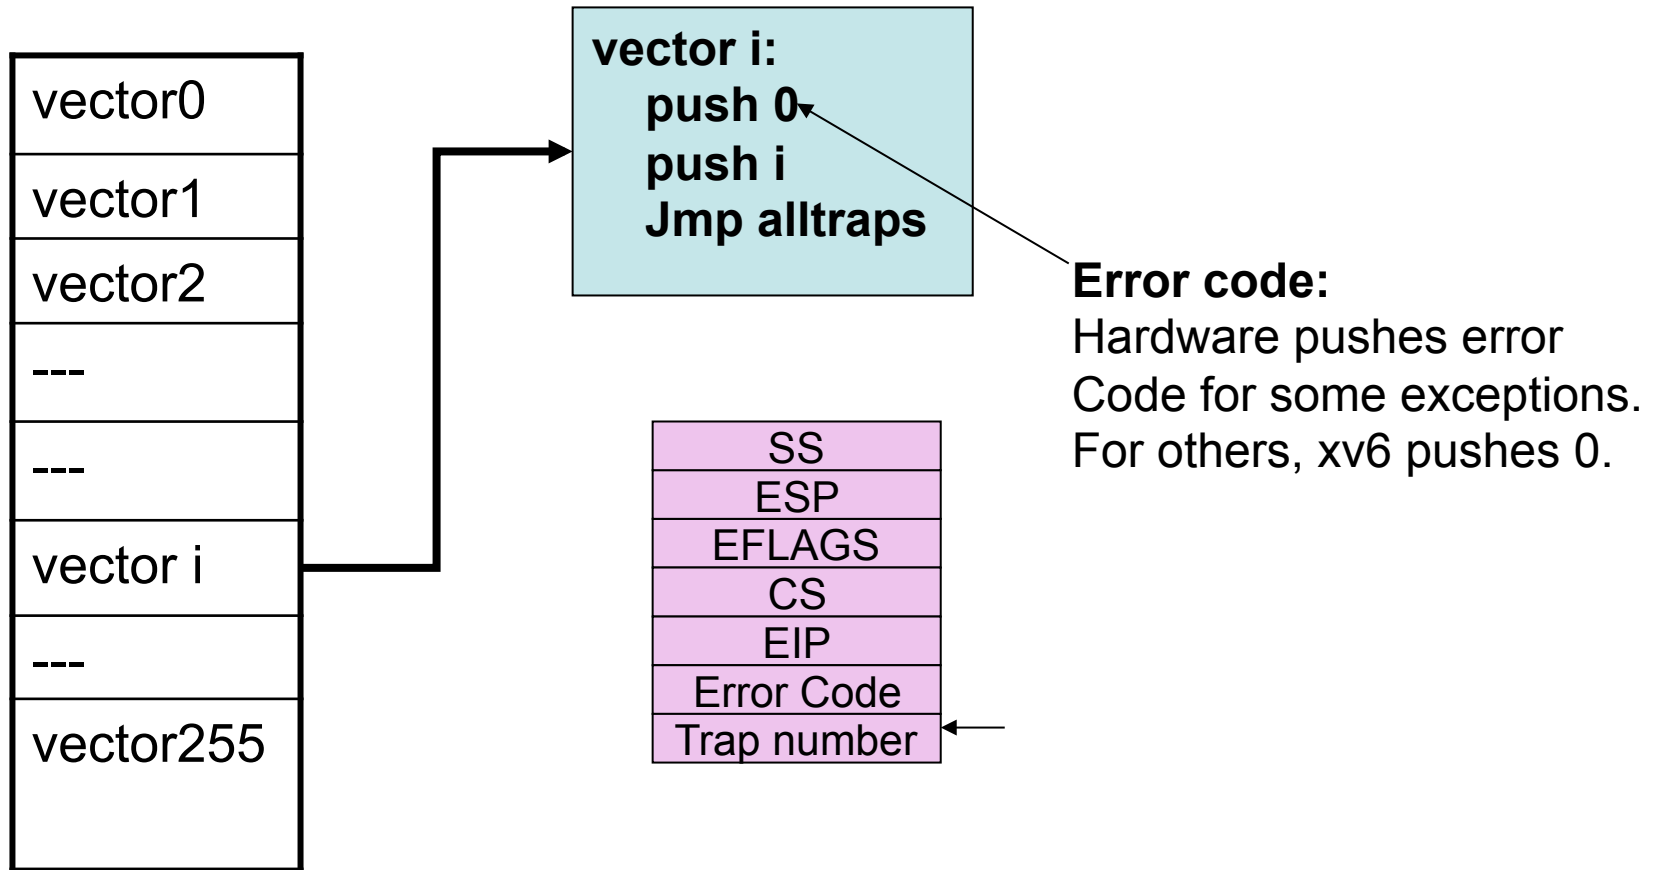 vector0
vector1
vector2
---
---
vector i
---
vector255
vector i:
push 0
push i
Jmp alltraps
Error code:
Hardware pushes error
Code for some exceptions.
For others, xv6 pushes 0.
SS
ESP
EFLAGS
CS
EIP
Error Code
Trap number